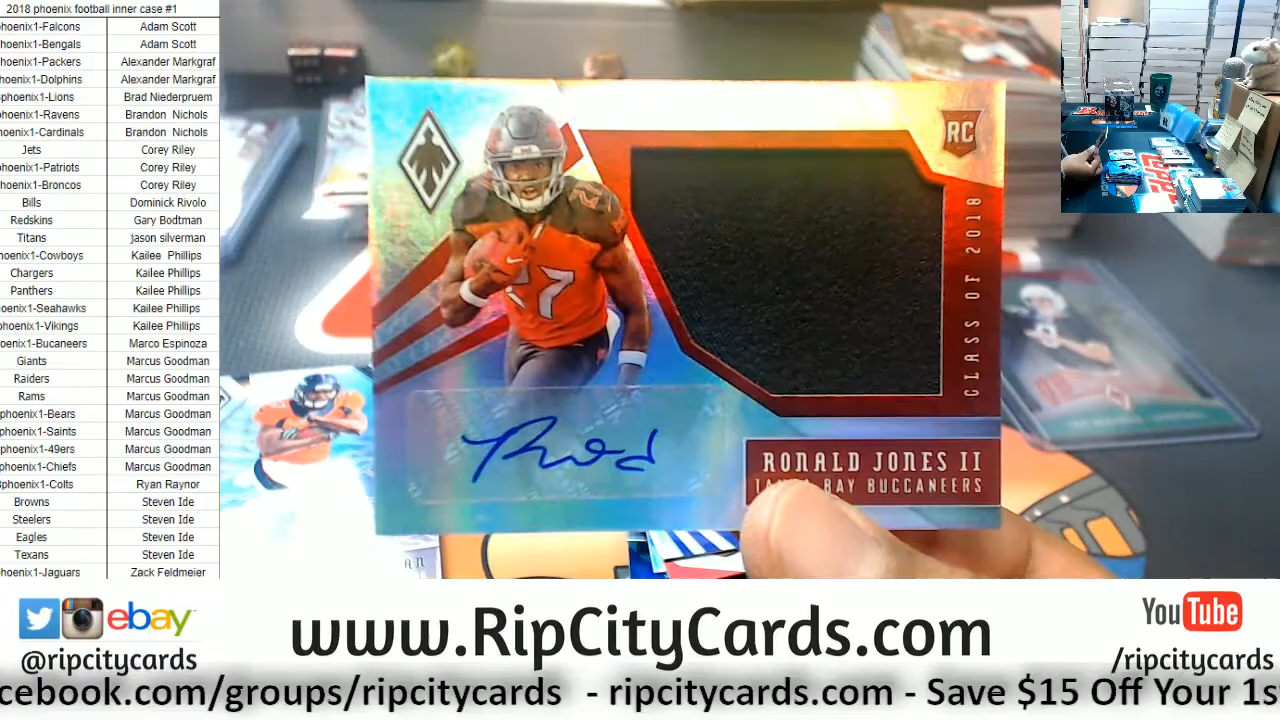 2018 phoenix football inner case #1
hoenix1-Falcons Adam Scott
hoenix1-Bengals Adam Scott
hoenix1-Packers Alexander Markgraf
hoenix1-Dolphins Alexander Markgraf
phoenix1-Lions Brad Niederpruem
hoenix1-Ravens Brandon Nichols
hoenix1-Cardinals Brandon Nichols
Jets Corey Riley
hoenix1-Patriots Corey Riley
hoenix1-Broncos Corey Riley
Bills Dominick Rivolo
Redskins Gary Bodtman
Titans jason silverman
hoenix1-Cowboys Kailee Phillips
Chargers Kailee Phillips
Panthers Kailee Phillips
hoenix1-Seahawks Kailee Phillips
hoenix1-Vikings Kailee Phillips
hoenix1-Bucaneers Marco Espinoza
Giants Marcus Goodman
Raiders Marcus Goodman
Rams Marcus Goodman
phoenix1-Bears Marcus Goodman
phoenix1-Saints Marcus Goodman
phoenix1-49ers Marcus Goodman
hoenix1-Chiefs Marcus Goodman
phoenix1-Colts Ryan Raynor
Browns Steven Ide
Steelers Steven Ide
Eagles Steven Ide
Texans Steven Ide
hoenix1-Jaguars Zack Feldmeier
RC
CLASS OF 2018
27
RONALD JONES II
BAY BUCCANEERS
ebay
@ripcitycards
www.RipCityCards.com
YouTube
/ripcitycards
cebook.com/groups/ripcitycards - ripcitycards.com - Save $15 Off Your 1s